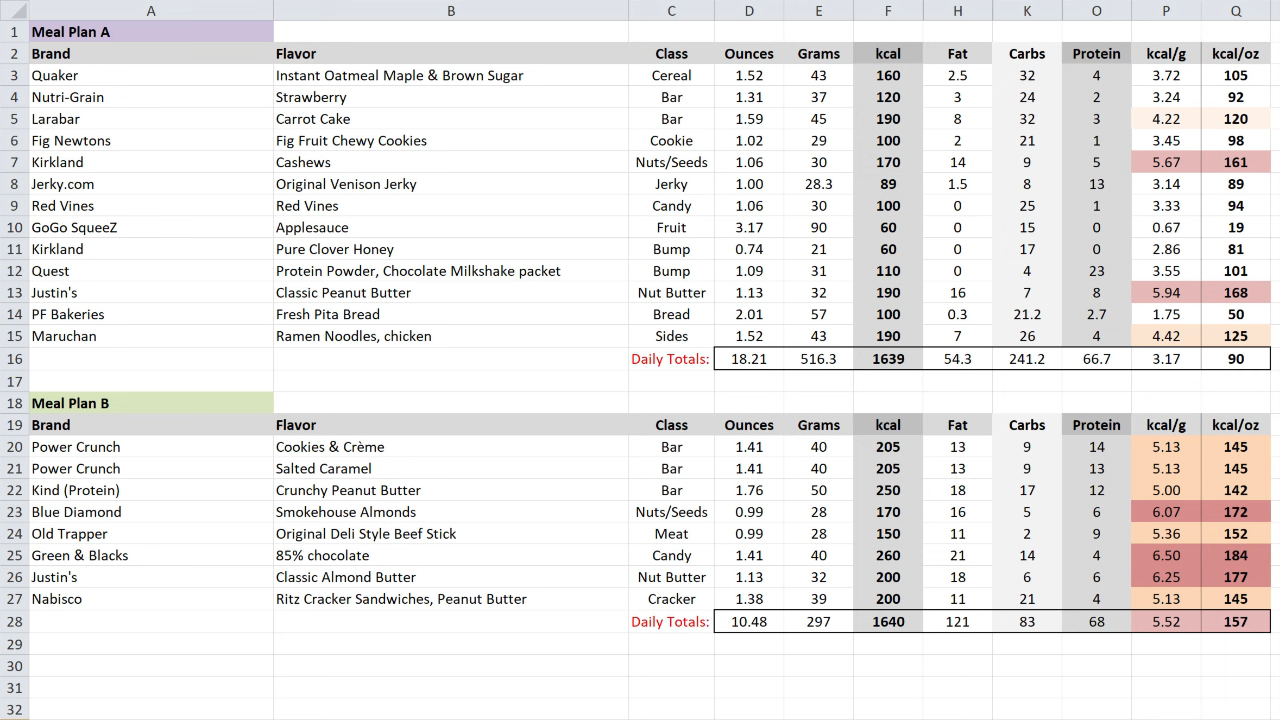 A B C D E F H K O P Q
1 Meal Plan A
2 Brand Flavor Class Ounces Grams kcal Fat Carbs Protein kcal/g kcal/oz
3 Quaker Instant Oatmeal Maple & Brown Sugar Cereal 1.52 43 160 2.5 32 4 3.72 105
4 Nutri-Grain Strawberry Bar 1.31 37 120 3 24 2 3.24 92
5 Larabar Carrot Cake Bar 1.59 45 190 8 32 3 4.22 120
6 Fig Newtons Fig Fruit Chewy Cookies Cookie 1.02 29 100 2 21 1 3.45 98
7 Kirkland Cashews Nuts/Seeds 1.06 30 170 14 9 5 5.67 161
8 Jerky.com Original Venison Jerky Jerky 1.00 28.3 89 1.5 8 13 3.14 89
9 Red Vines Red Vines Candy 1.06 30 100 0 25 1 3.33 94
10 GoGo SqueeZ Applesauce Fruit 3.17 90 60 0 15 0 0.67 19
11 Kirkland Pure Clover Honey Bump 0.74 21 60 0 17 0 2.86 81
12 Quest Protein Powder, Chocolate Milkshake packet Bump 1.09 31 110 0 4 23 3.55 101
13 Justin's Classic Peanut Butter Nut Butter 1.13 32 190 16 7 8 5.94 168
14 PF Bakeries Fresh Pita Bread Bread 2.01 57 100 0.3 21.2 2.7 1.75 50
15 Maruchan Ramen Noodles, chicken Sides 1.52 43 190 7 26 4 4.42 125
16 Daily Totals: 18.21 516.3 1639 54.3 241.2 66.7 3.17 90
17
18 Meal Plan B
19 Brand Flavor Class Ounces Grams kcal Fat Carbs Protein kcal/g kcal/oz
20 Power Crunch Cookies & Crème Bar 1.41 40 205 13 9 14 5.13 145
21 Power Crunch Salted Caramel Bar 1.41 40 205 13 9 13 5.13 145
22 Kind (Protein) Crunchy Peanut Butter Bar 1.76 50 250 18 17 12 5.00 142
23 Blue Diamond Smokehouse Almonds Nuts/Seeds 0.99 28 170 16 5 6 6.07 172
24 Old Trapper Original Deli Style Beef Stick Meat 0.99 28 150 11 2 9 5.36 152
25 Green & Blacks 85% chocolate Candy 1.41 40 260 21 14 4 6.50 184
26 Justin's Classic Almond Butter Nut Butter 1.13 32 200 18 6 6 6.25 177
27 Nabisco Ritz Cracker Sandwiches, Peanut Butter Cracker 1.38 39 200 11 21 4 5.13 145
28 Daily Totals: 10.48 297 1640 121 83 68 5.52 157
29
30
31
32